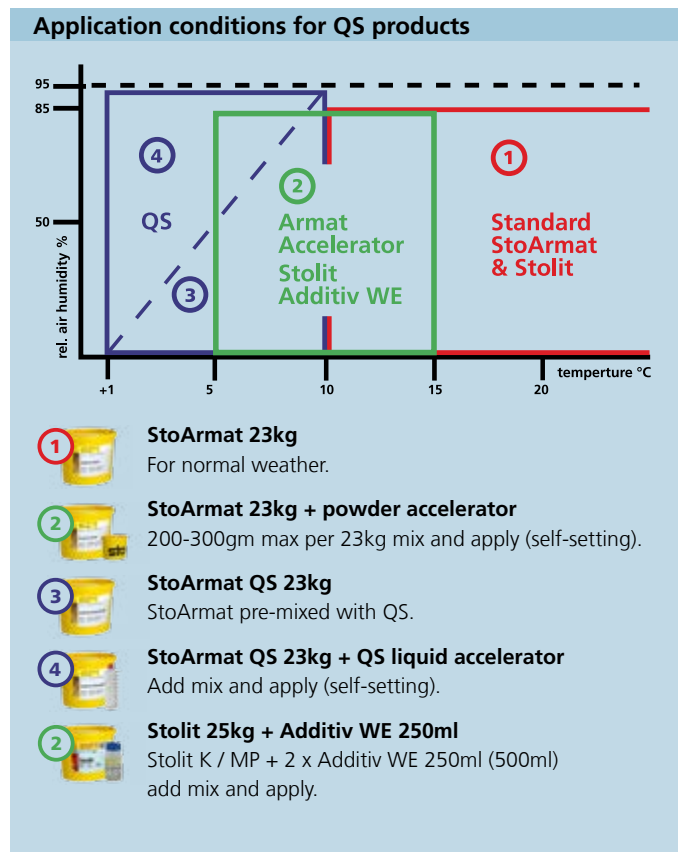 Application conditions for QS products
95
85
50
rel. air humidity %
4
QS
3
2
Armat
Accelerator
Stolit
Additiv WE
1
Standard
StoArmat
& Stolit
+1
5
10
15
20
temperture °C
1
StoArmat 23kg
For normal weather.
2
StoArmat 23kg + powder accelerator
200-300gm max per 23kg mix and apply (self-setting).
sto
3
StoArmat QS 23kg
StoArmat pre-mixed with QS.
4
StoArmat QS 23kg + QS liquid accelerator
Add mix and apply (self-setting).
2
Stolit 25kg + Additiv WE 250ml
Stolit K / MP + 2 x Additiv WE 250ml (500ml)
add mix and apply.